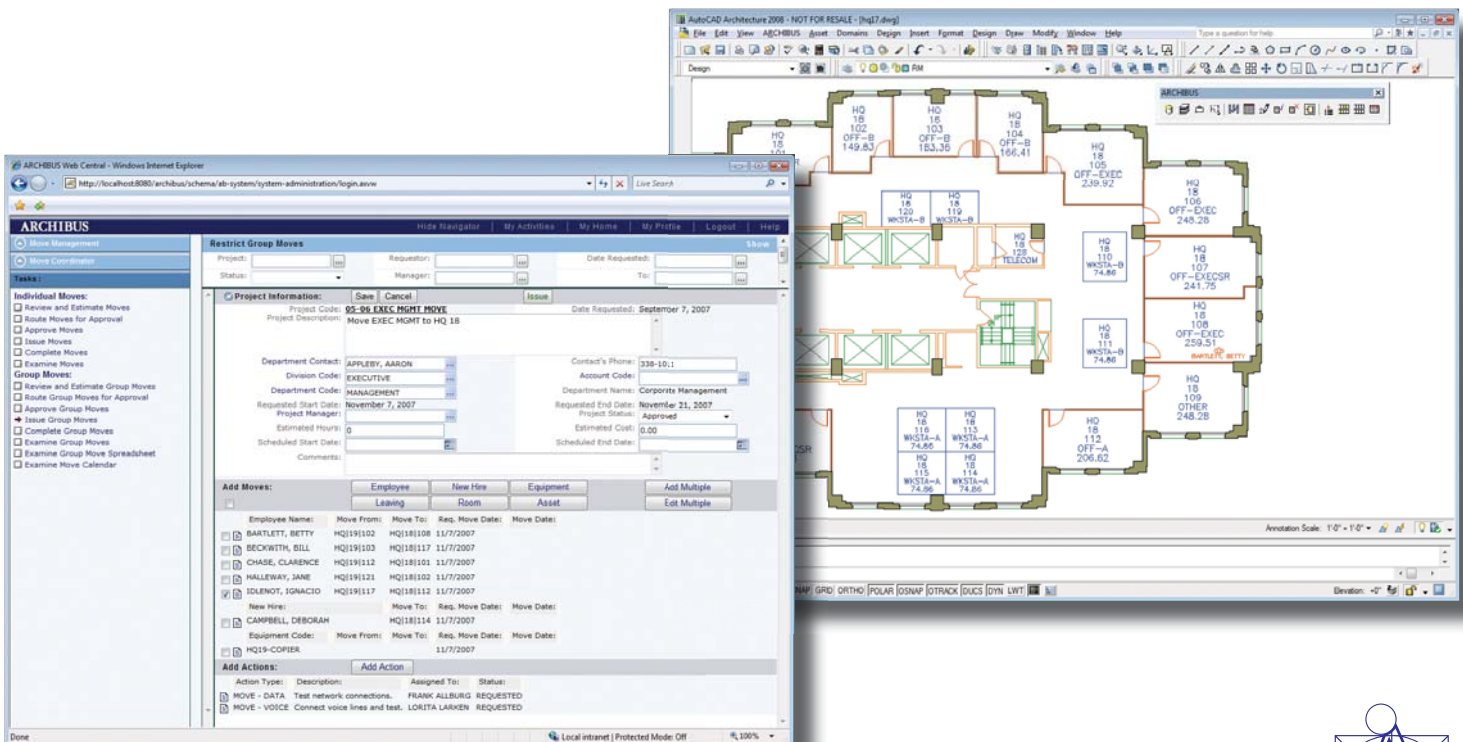 AutoCAD Architecture 2008 - NOT FOR RESALE - [hq17.dwg]
File Edit View ARCHIBUS Asset Domains Design Insert Format Design Draw Modify Window Help Type a question for help
Design RM
ARCHIBUS
HQ
18
HQ
18
102
OFF-B
149.83
HQ
18
103
OFF-B
183.35
HQ
18
104
OFF-B
166.41
HQ
18
105
OFF-EXEC
239.92
HQ
18
106
OFF-EXEC
248.28
HQ
18
120
WKSTA-B
HQ
18
119
WKSTA-B
HQ
18
128
TELECOM
HQ
18
110
WKSTA-B
74.86
HQ
18
107
OFF-EXECSR
241.75
HQ
18
111
WKSTA-B
74.86
HQ
18
108
OFF-EXEC
259.51
BARTLETT, BETTY
HQ
18
109
OTHER
248.28
HQ
18
116
WKSTA-A
74.86
HQ
18
113
WKSTA-A
74.86
HQ
18
115
WKSTA-A
74.86
HQ
18
114
WKSTA-A
74.86
HQ
18
112
OFF-A
206.62
Annotation Scale: 1'0" = 1'0"
GRID ORTHO POLAR OSNAP OTRACK DUCS DYN LWT Elevation: +0"
ARCHIBUS Web Central - Windows Internet Explorer
http://localhost:8080/archibus/schema/ab-system/system-administration/login.axvw Live Search
ARCHIBUS Hide Navigator | My Activities | My Home | My Profile | Logout | Help
Move Management
Move Coordinator
Tasks:
Individual Moves:
Review and Estimate Moves
Route Moves for Approval
Approve Moves
Issue Moves
Complete Moves
Examine Moves
Group Moves:
Review and Estimate Group Moves
Route Group Moves for Approval
Approve Group Moves
Issue Group Moves
Complete Group Moves
Examine Group Moves
Examine Group Move Spreadsheet
Examine Move Calendar
Restrict Group Moves Show
Project: Requestor: Date Requested:
Status: Manager: To:
Project Information: Save Cancel Issue
Project Code: 05-06 EXEC MGMT MOVE Date Requested: September 7, 2007
Project Description: Move EXEC MGMT to HQ 18
Department Contact: APPLEBY, AARON Contact's Phone:
Division Code: EXECUTIVE Account Code:
Department Code: MANAGEMENT Department Name: Corporate Management
Requested Start Date: November 7, 2007 Requested End Date: November 21, 2007
Project Manager: Project Status: Approved
Estimated Hours: 0 Estimated Cost: 0.00
Scheduled Start Date: Scheduled End Date:
Comments:
Add Moves: Employee New Hire Equipment Add Multiple
Leaving Room Asset Edit Multiple
Employee Name: Move From: Move To: Req. Move Date: Move Date:
BARTLETT, BETTY HQ|19|102 HQ|18|108 11/7/2007
BECKWITH, BILL HQ|19|103 HQ|18|117 11/7/2007
CHASE, CLARENCE HQ|19|112 HQ|18|101 11/7/2007
HALLEWAY, JANE HQ|19|121 HQ|18|102 11/7/2007
IDLENOT, IGNACIO HQ|19|117 HQ|18|112 11/7/2007
New Hire: Move To: Req. Move Date: Move Date:
CAMPBELL, DEBORAH HQ|18|114 11/7/2007
Equipment Code: Move From: Move To: Req. Move Date: Move Date:
HQ19-COPIER 11/7/2007
Add Actions: Add Action
Action Type: Description: Assigned To: Status:
MOVE - DATA Test network connections. FRANK ALLBURG REQUESTED
MOVE - VOICE Connect voice lines and test. LORITA LARKEN REQUESTED
Done Local intranet | Protected Mode: Off 100%